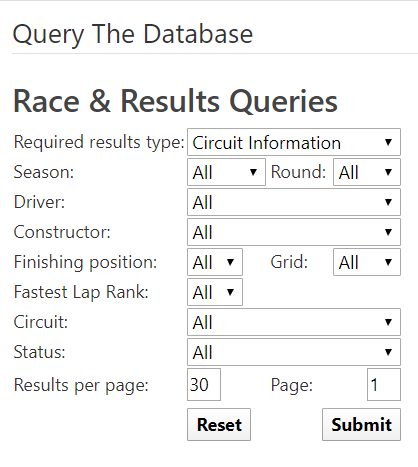 Query The Database
Race & Results Queries
Required results type: Circuit Information
Season: All Round: All
Driver: All
Constructor: All
Finishing position: All Grid: All
Fastest Lap Rank: All
Circuit: All
Status: All
Results per page: 30 Page: 1
Reset Submit